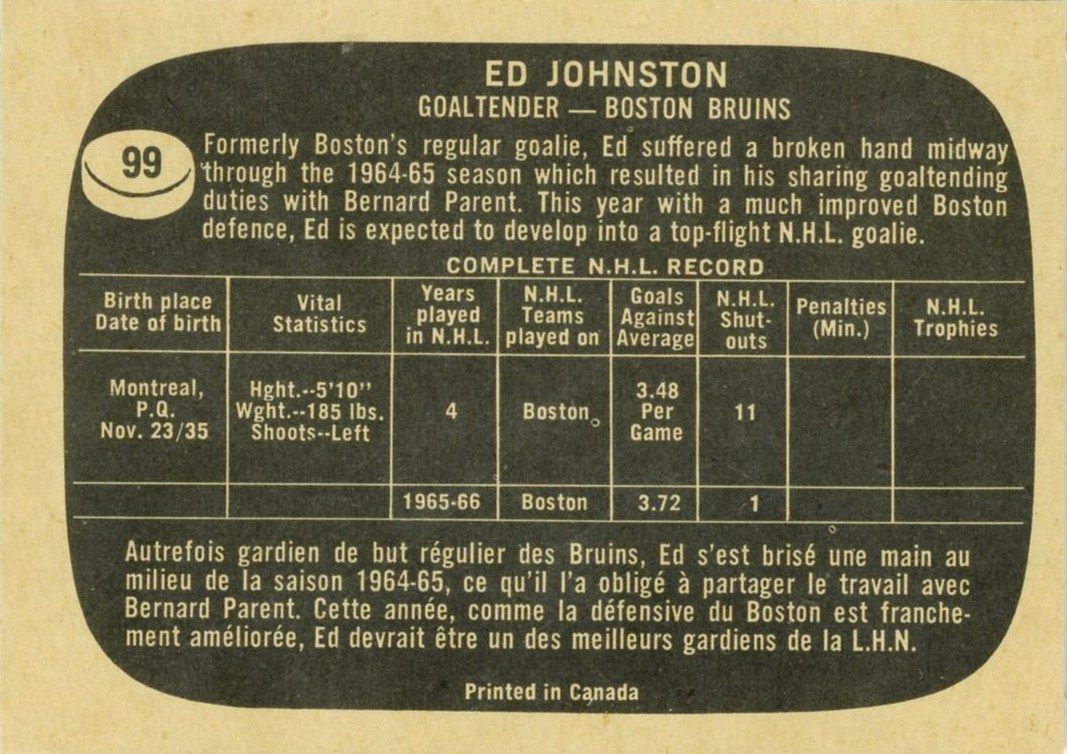 ED JOHNSTON
GOALTENDER — BOSTON BRUINS
99
Formerly Boston's regular goalie, Ed suffered a broken hand midway
through the 1964-65 season which resulted in his sharing goaltending
duties with Bernard Parent. This year with a much improved Boston
defence, Ed is expected to develop into a top-flight N.H.L. goalie.
COMPLETE N.H.L. RECORD
Birth place
Date of birth
Vital
Statistics
Years
played
in N.H.L.
N.H.L.
Teams
played on
Goals
Against
Average
N.H.L.
Shut-
outs
Penalties
(Min.)
N.H.L.
Trophies
Montreal,
P.Q.
Nov. 23/35
Hght.--5'10''
Wght.--185 lbs.
Shoots--Left
4
Boston
3.48
Per
Game
11
1965-66
Boston
3.72
1
Autrefois gardien de but régulier des Bruins, Ed s'est brisé une main au
milieu de la saison 1964-65, ce qu'il l'a obligé à partager le travail avec
Bernard Parent. Cette année, comme la défensive du Boston est franche-
ment améliorée, Ed devrait être un des meilleurs gardiens de la L.H.N.
Printed in Canada